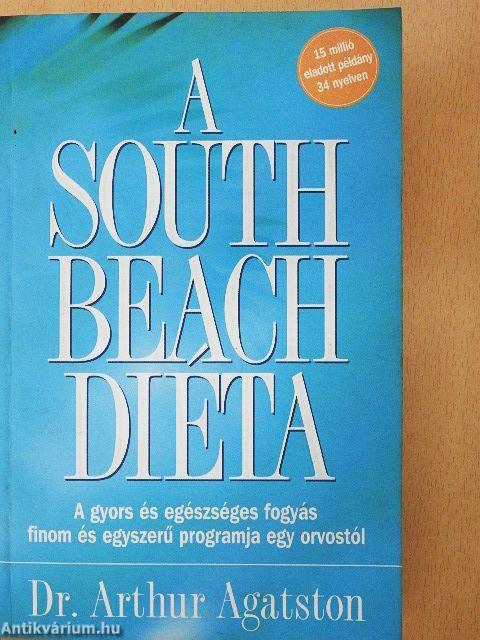 15 millió
eladott példány
34 nyelven
A
SOUTH
BEACH
DIÉTA
A gyors és egészséges fogyás
finom és egyszerű programja egy orvostól
Dr. Arthur Agatston
Antikvárium.hu